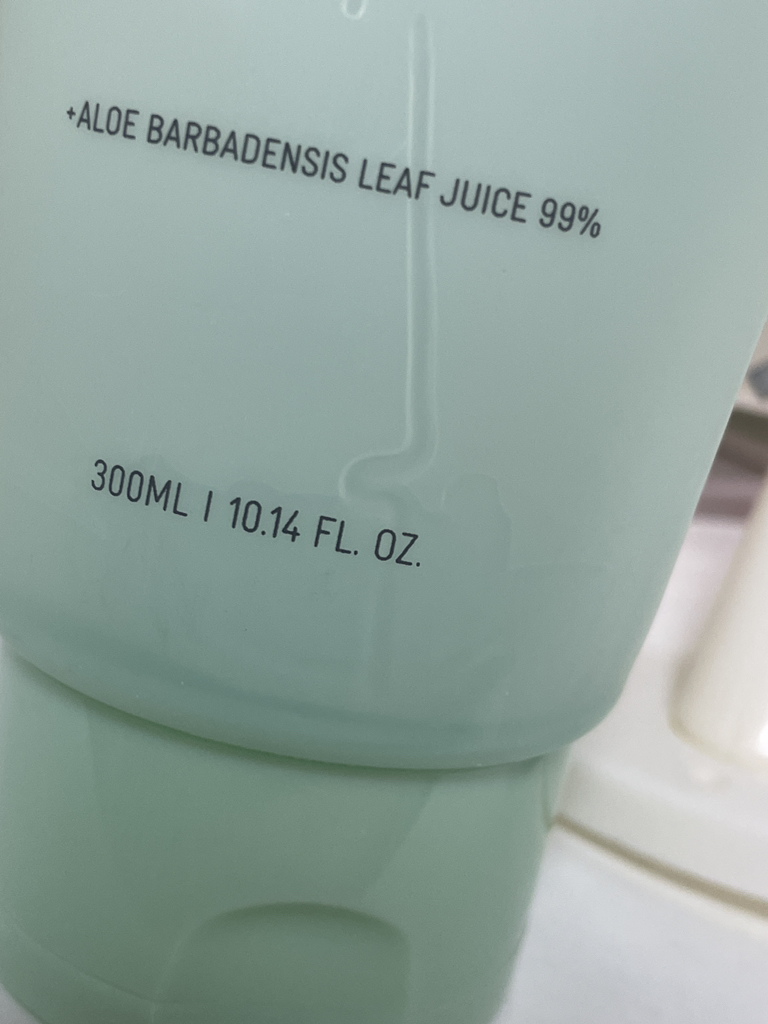 +ALOE BARBADENSIS LEAF JUICE 99%
300ML | 10.14 FL. OZ.